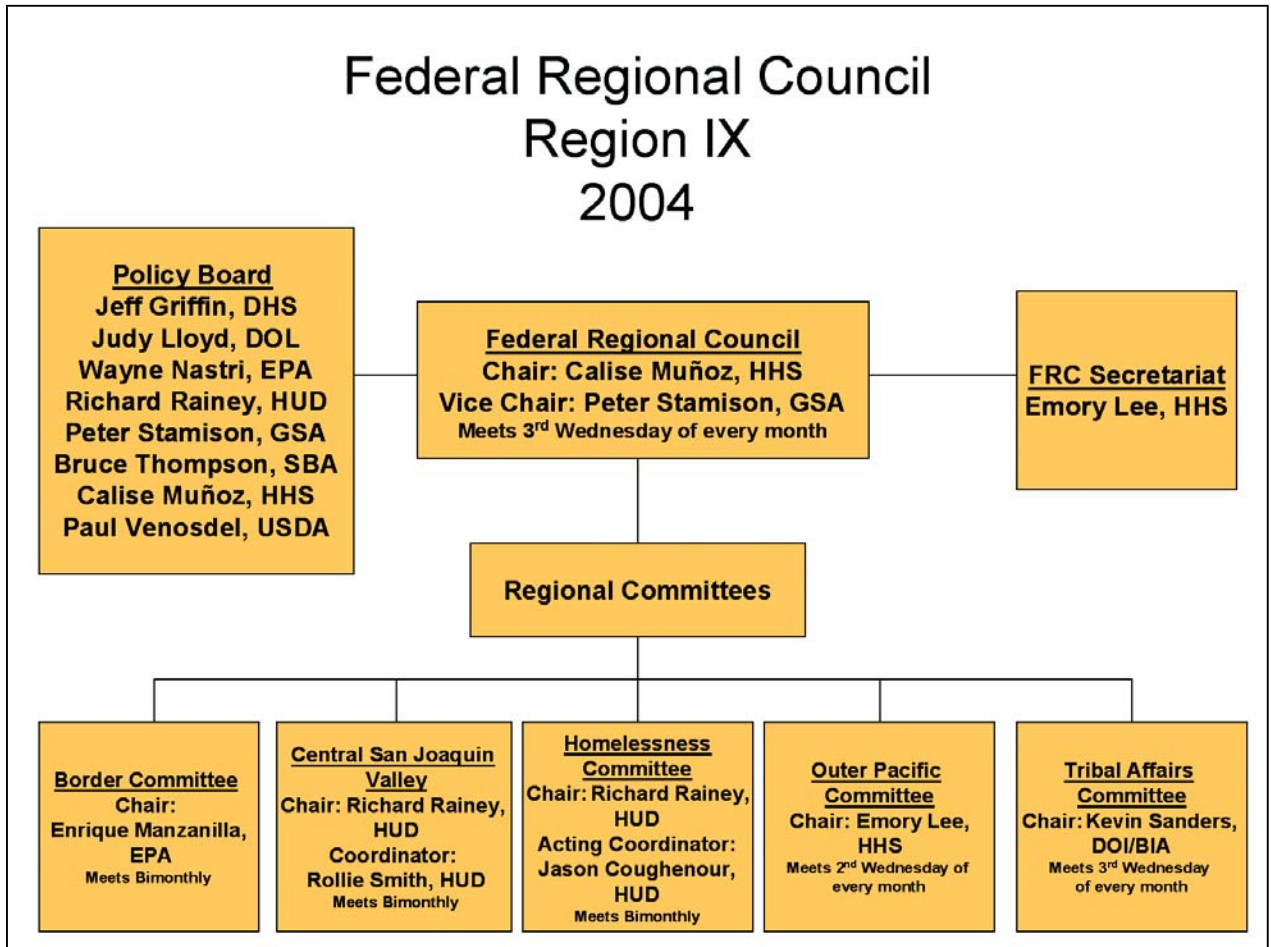 Federal Regional Council
Region IX
2004
Policy Board
Jeff Griffin, DHS
Judy Lloyd, DOL
Wayne Nastri, EPA
Richard Rainey, HUD
Peter Stamison, GSA
Bruce Thompson, SBA
Calise Muñoz, HHS
Paul Venosdel, USDA
Federal Regional Council
Chair: Calise Muñoz, HHS
Vice Chair: Peter Stamison, GSA
Meets 3rd Wednesday of every month
FRC Secretariat
Emory Lee, HHS
Regional Committees
Border Committee
Chair:
Enrique Manzanilla,
EPA
Meets Bimonthly
Central San Joaquin
Valley
Chair: Richard Rainey,
HUD
Coordinator:
Rollie Smith, HUD
Meets Bimonthly
Homelessness
Committee
Chair: Richard Rainey,
HUD
Acting Coordinator:
Jason Coughenour,
HUD
Meets Bimonthly
Outer Pacific
Committee
Chair: Emory Lee,
HHS
Meets 2nd Wednesday of
every month
Tribal Affairs
Committee
Chair: Kevin Sanders,
DOI/BIA
Meets 3rd Wednesday
of every month